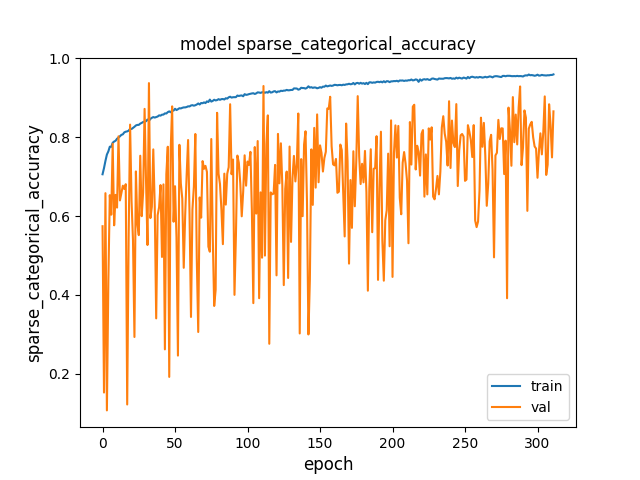 model sparse_categorical_accuracy
1.0
0.8
0.6
0.4
0.2
sparse_categorical_accuracy
0 50 100 150 200 250 300
epoch
train
val